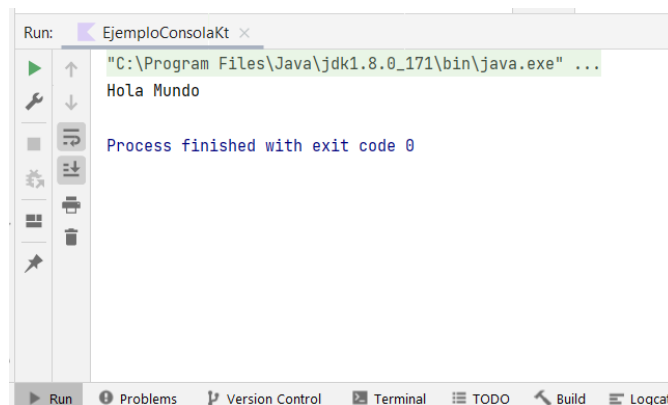 Run: EjemploConsolaKt ×
"C:\Program Files\Java\jdk1.8.0_171\bin\java.exe" ...
Hola Mundo
Process finished with exit code 0
Run Problems Version Control Terminal TODO Build Logca